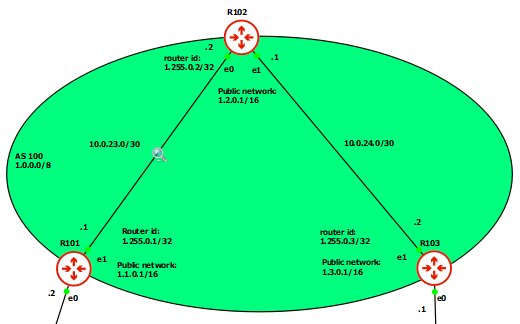 R102
.2
.1
router id:
1.255.0.2/32
e0
e1
Public network:
1.2.0.1/16
10.0.23.0/30
10.0.24.0/30
AS 100
1.0.0.0/8
.1
.2
R101
Router id:
1.255.0.1/32
router id:
1.255.0.3/32
R103
e1
e1
Public network:
1.1.0.1/16
Public network:
1.3.0.1/16
.2
e0
e0
.1